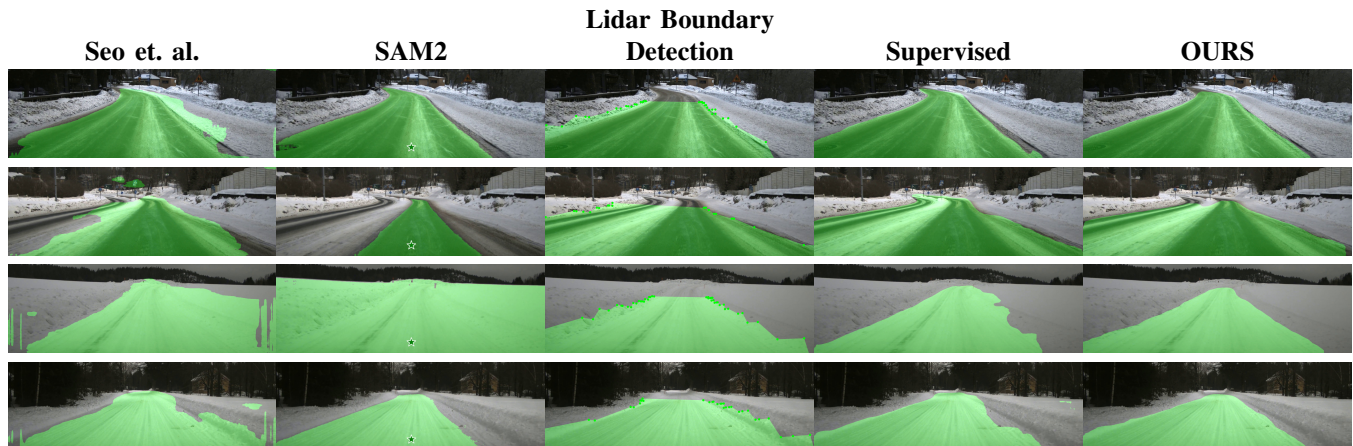 Seo et. al.
SAM2
Lidar Boundary
Detection
Supervised
OURS